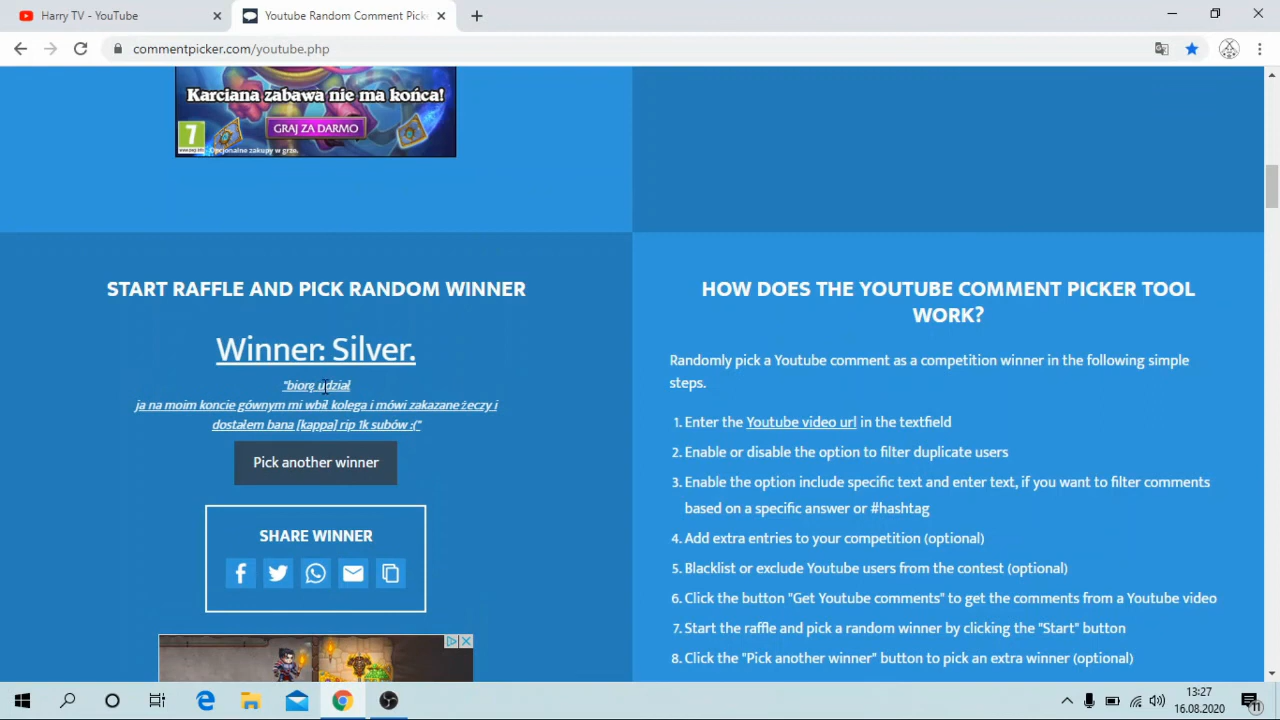 Harry TV - YouTube
Youtube Random Comment Picke
commentpicker.com/youtube.php
Karciana zabawa nie ma końca!
GRAJ ZA DARMO
7
Opcjonalne zakupy w grze.
START RAFFLE AND PICK RANDOM WINNER
Winner: Silver.
"biorę udział
ja na moim koncie gównym mi wbił kolega i mówi zakazane żeczy i
dostałem bana [kappa] rip 1k subów :("
Pick another winner
SHARE WINNER
HOW DOES THE YOUTUBE COMMENT PICKER TOOL
WORK?
Randomly pick a Youtube comment as a competition winner in the following simple
steps.
1. Enter the Youtube video url in the textfield
2. Enable or disable the option to filter duplicate users
3. Enable the option include specific text and enter text, if you want to filter comments
based on a specific answer or #hashtag
4. Add extra entries to your competition (optional)
5. Blacklist or exclude Youtube users from the contest (optional)
6. Click the button "Get Youtube comments" to get the comments from a Youtube video
7. Start the raffle and pick a random winner by clicking the "Start" button
8. Click the "Pick another winner" button to pick an extra winner (optional)
13:27
16.08.2020
11